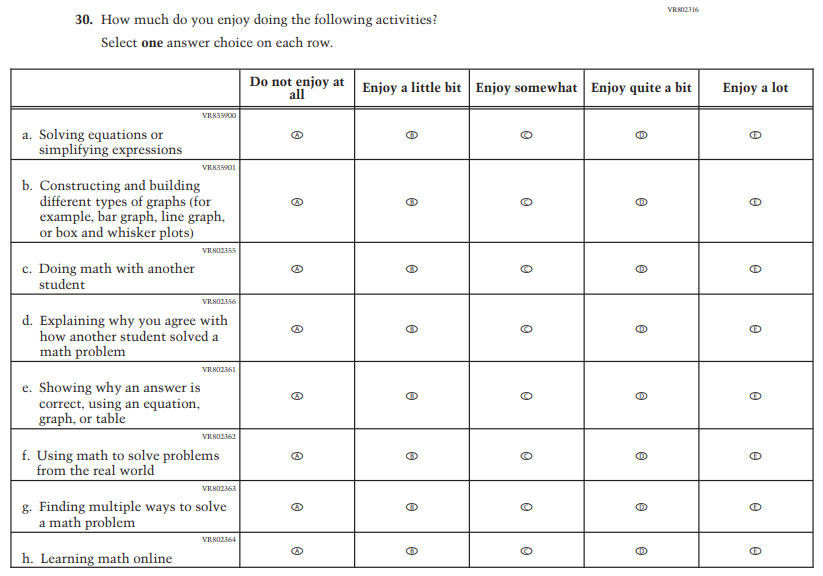 VR802316
30. How much do you enjoy doing the following activities?
Select one answer choice on each row.
Do not enjoy at
all
Enjoy a little bit
Enjoy somewhat
Enjoy quite a bit
Enjoy a lot
VR835900
a. Solving equations or
simplifying expressions
A B C D E
VR835901
b. Constructing and building
different types of graphs (for
example, bar graph, line graph,
or box and whisker plots)
A B C D E
VR802355
c. Doing math with another
student
A B C D E
VR802356
d. Explaining why you agree with
how another student solved a
math problem
A B C D E
VR802361
e. Showing why an answer is
correct, using an equation,
graph, or table
A B C D E
VR802362
f. Using math to solve problems
from the real world
A B C D E
VR802363
g. Finding multiple ways to solve
a math problem
A B C D E
VR802364
h. Learning math online
A B C D E